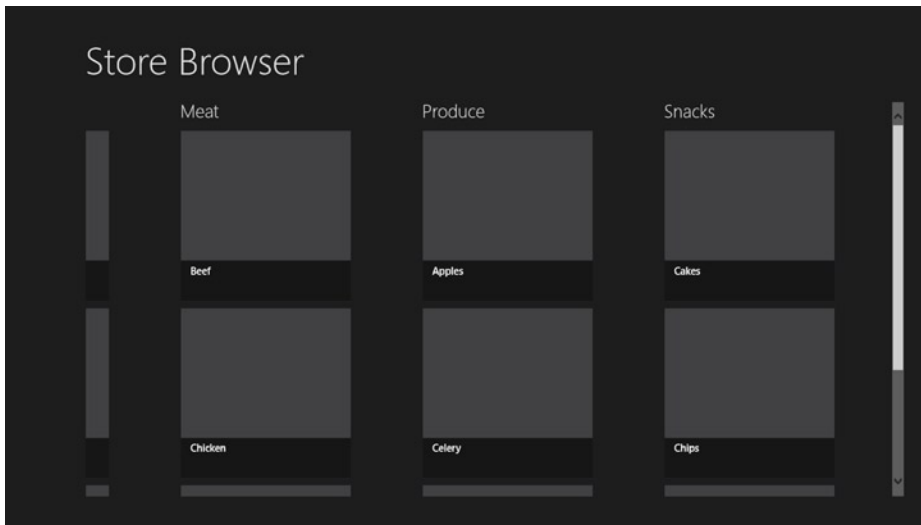 Store Browser
Meat
Produce
Snacks
Beef
Apples
Cakes
Chicken
Celery
Chips